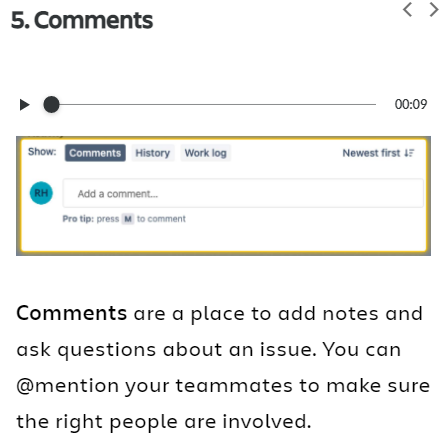 5. Comments
00:09
Show: Comments History Work log Newest first
RH Add a comment...
Pro tip: press M to comment
Comments are a place to add notes and
ask questions about an issue. You can
@mention your teammates to make sure
the right people are involved.